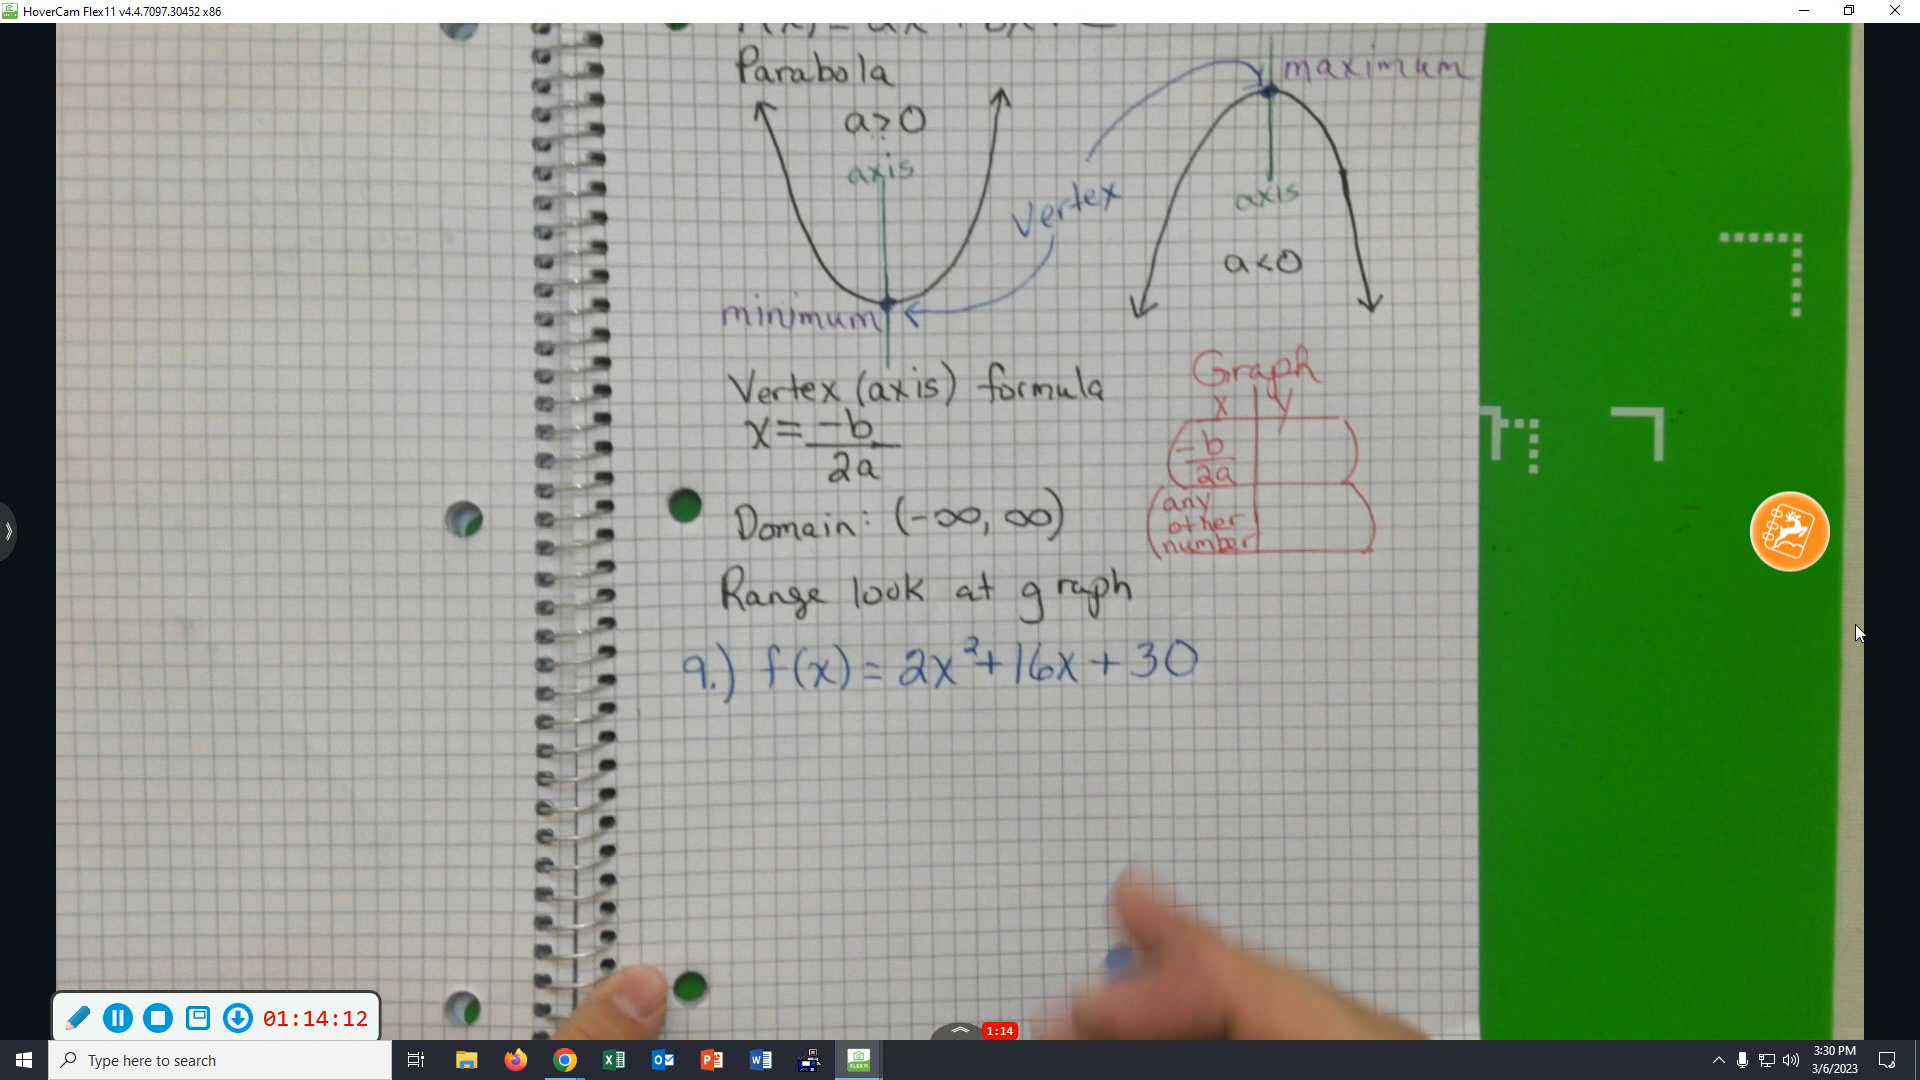 HoverCam Flex11 v4.4.7097.30452 x86
Parabola
maximum
a>0
axis
Vertex
axis
a<0
minimum
Vertex (axis) formula
x = -b
2a
Graph
x y
-b
2a
any
other
number
Domain: (-∞, ∞)
Range look at graph
9.) f(x) = 2x²+16x+30
01:14:12
1:14
Type here to search
3:30 PM
3/6/2023